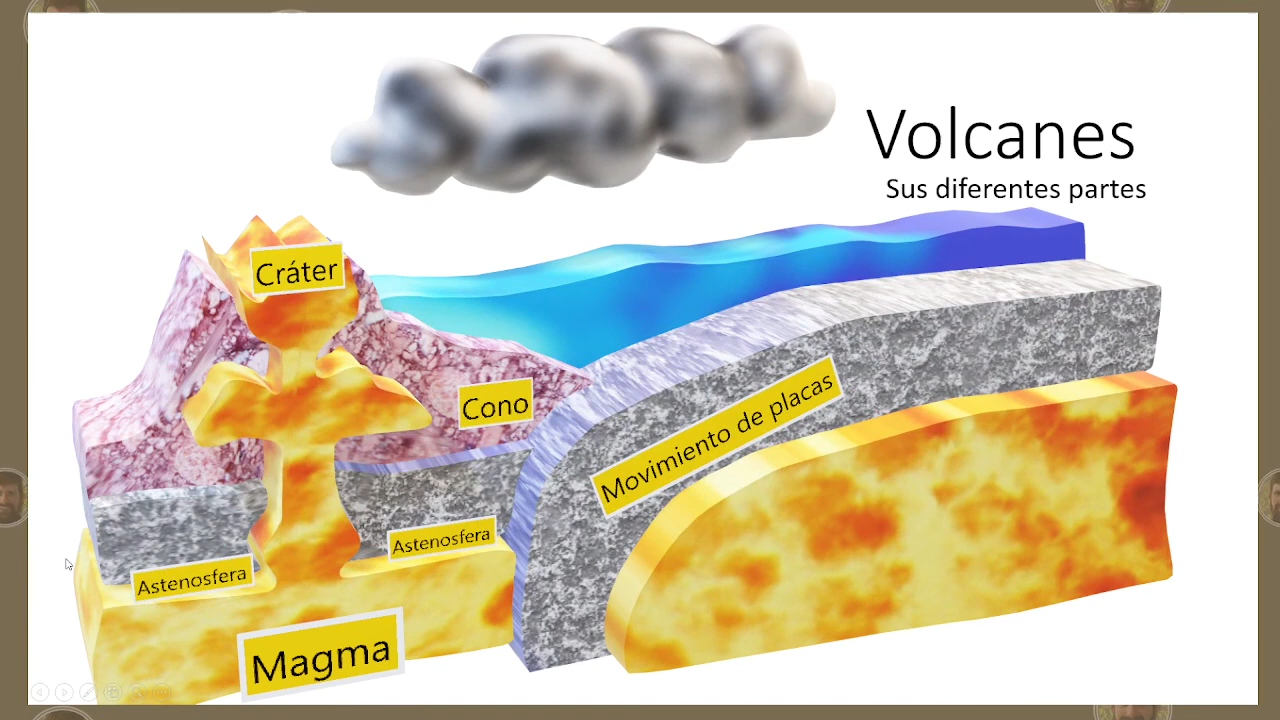 Volcanes
Sus diferentes partes
Cráter
Cono
Movimiento de placas
Astenosfera
Astenosfera
Magma